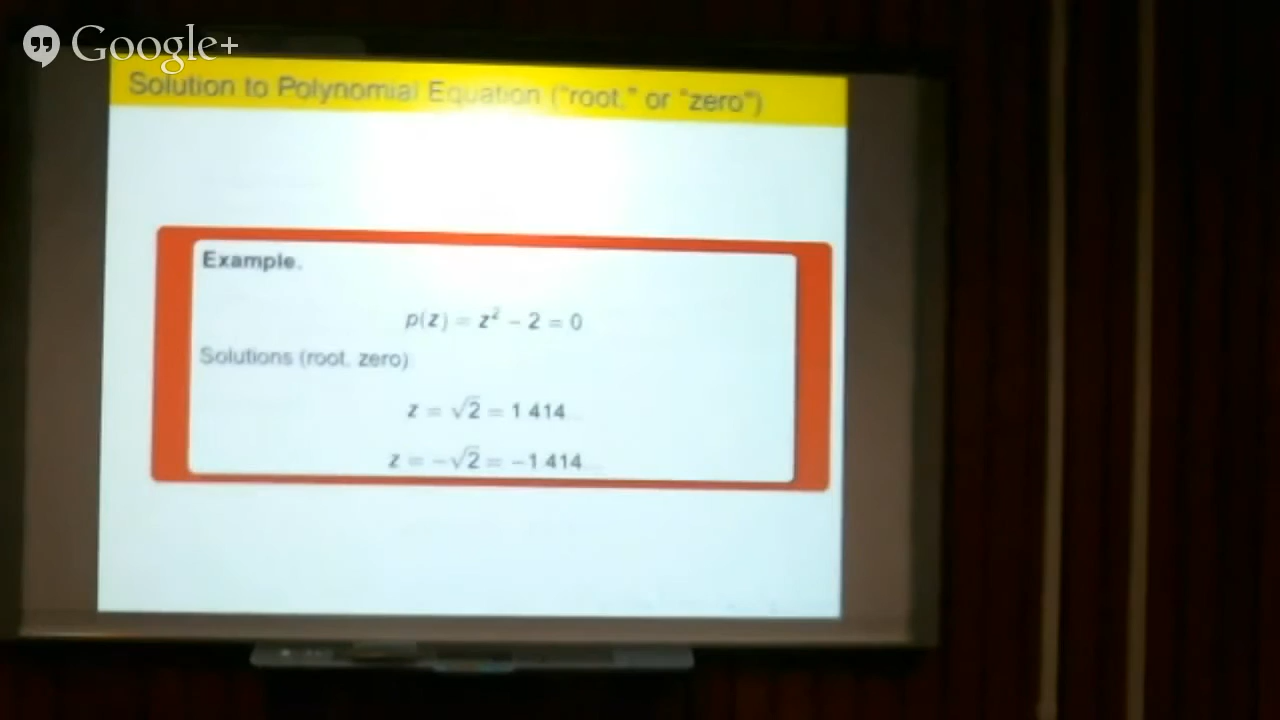 Google+
Solution to Polynomial Equation ("root," or "zero")
Example.
p(z) = z² − 2 = 0
Solutions (root, zero)
z = √2 = 1.414...
z = −√2 = −1.414...